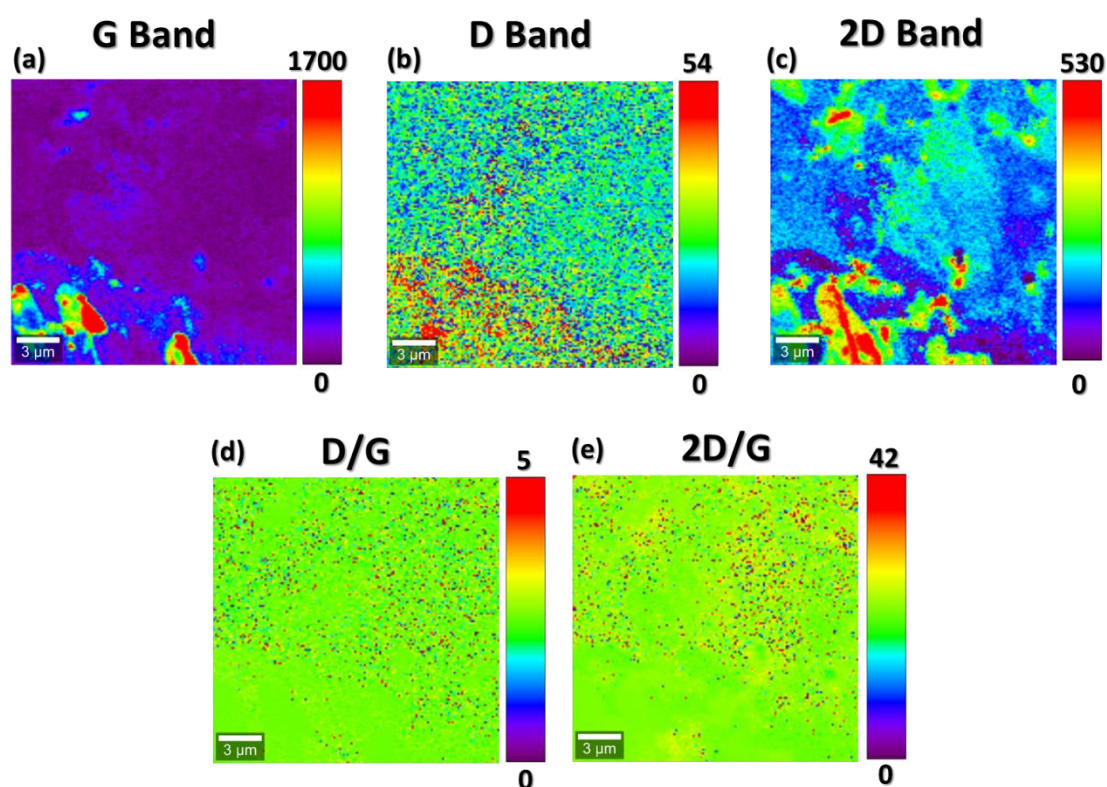 G Band
D Band
2D Band
(a)
1700
(b)
54
(c)
530
3 µm
3 µm
3 µm
0
0
0
(d)
D/G
5
(e)
2D/G
42
3 µm
3 µm
0
0